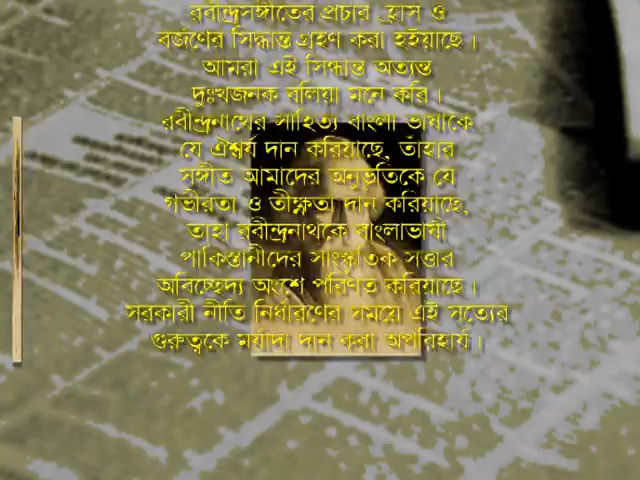 রবীন্দ্রসঙ্গীতের প্রচার হ্রাস ও
বর্জণের সিদ্ধান্ত গ্রহণ করা হইয়াছে।
আমরা এই সিদ্ধান্ত অত্যন্ত
দুঃখজনক বলিয়া মনে করি।
রবীন্দ্রনাথের সাহিত্য বাংলা ভাষাকে
যে ঐশ্বর্য দান করিয়াছে, তাঁহার
সঙ্গীত আমাদের অনুভূতিকে যে
গভীরতা ও তীক্ষ্ণতা দান করিয়াছে,
তাহা রবীন্দ্রনাথকে বাংলাভাষী
পাকিস্তানীদের সাংস্কৃতিক সত্তার
অবিচ্ছেদ্য অংশে পরিণত করিয়াছে।
সরকারী নীতি নির্ধারণের সময়ে এই সত্যের
গুরুত্বকে মর্যাদা দান করা অপরিহার্য।